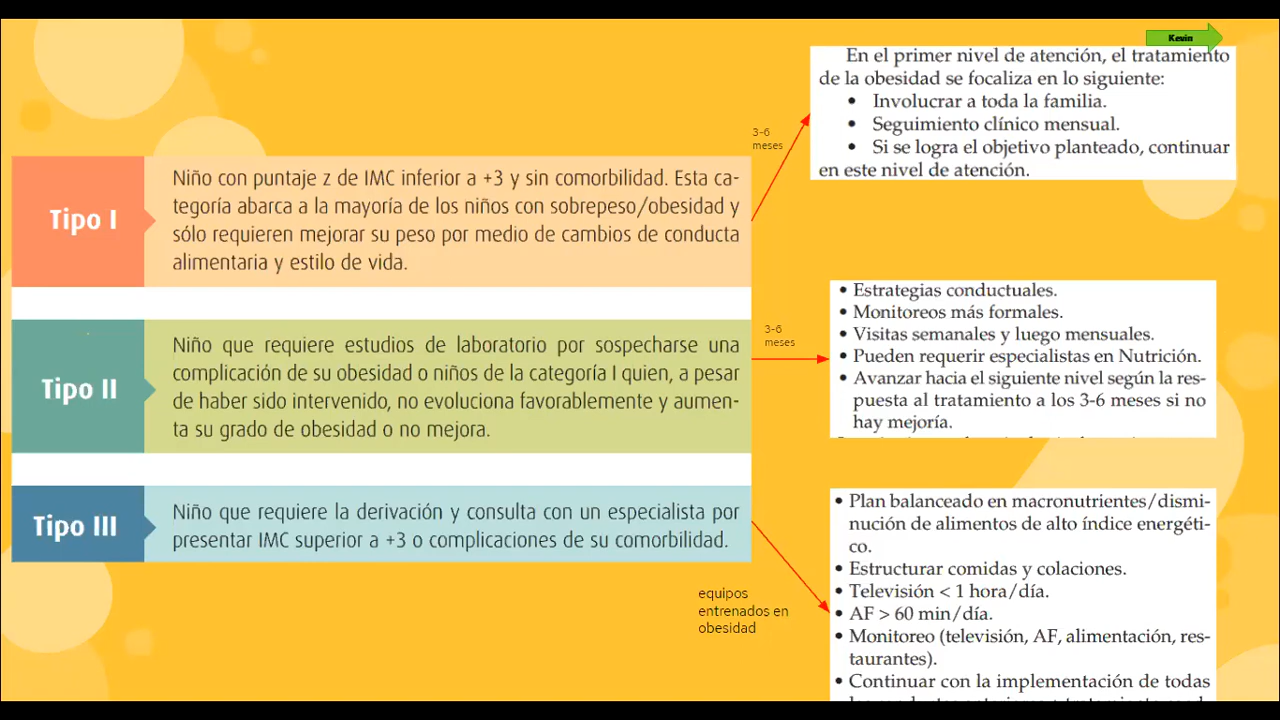 Kevin
En el primer nivel de atención, el tratamiento
de la obesidad se focaliza en lo siguiente:
• Involucrar a toda la familia.
• Seguimiento clínico mensual.
• Si se logra el objetivo planteado, continuar
en este nivel de atención.
3-6
meses
Tipo I
Niño con puntaje z de IMC inferior a +3 y sin comorbilidad. Esta ca-
tegoría abarca a la mayoría de los niños con sobrepeso/obesidad y
sólo requieren mejorar su peso por medio de cambios de conducta
alimentaria y estilo de vida.
Tipo II
Niño que requiere estudios de laboratorio por sospecharse una
complicación de su obesidad o niños de la categoría I quien, a pesar
de haber sido intervenido, no evoluciona favorablemente y aumen-
ta su grado de obesidad o no mejora.
3-6
meses
• Estrategias conductuales.
• Monitoreos más formales.
• Visitas semanales y luego mensuales.
• Pueden requerir especialistas en Nutrición.
• Avanzar hacia el siguiente nivel según la res-
puesta al tratamiento a los 3-6 meses si no
hay mejoría.
Tipo III
Niño que requiere la derivación y consulta con un especialista por
presentar IMC superior a +3 o complicaciones de su comorbilidad.
equipos
entrenados en
obesidad
• Plan balanceado en macronutrientes/dismi-
nución de alimentos de alto índice energéti-
co.
• Estructurar comidas y colaciones.
• Televisión < 1 hora/día.
• AF > 60 min/día.
• Monitoreo (televisión, AF, alimentación, res-
taurantes).
• Continuar con la implementación de todas